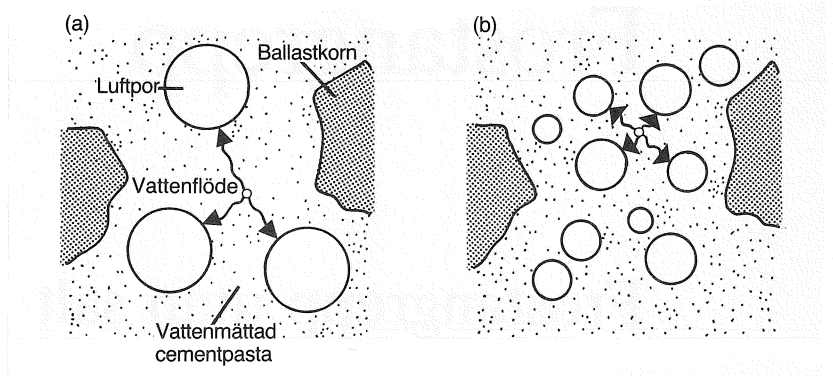 (a)
(b)
Ballastkorn
Luftpor
Vattenflöde
Vattenmättad
cementpasta